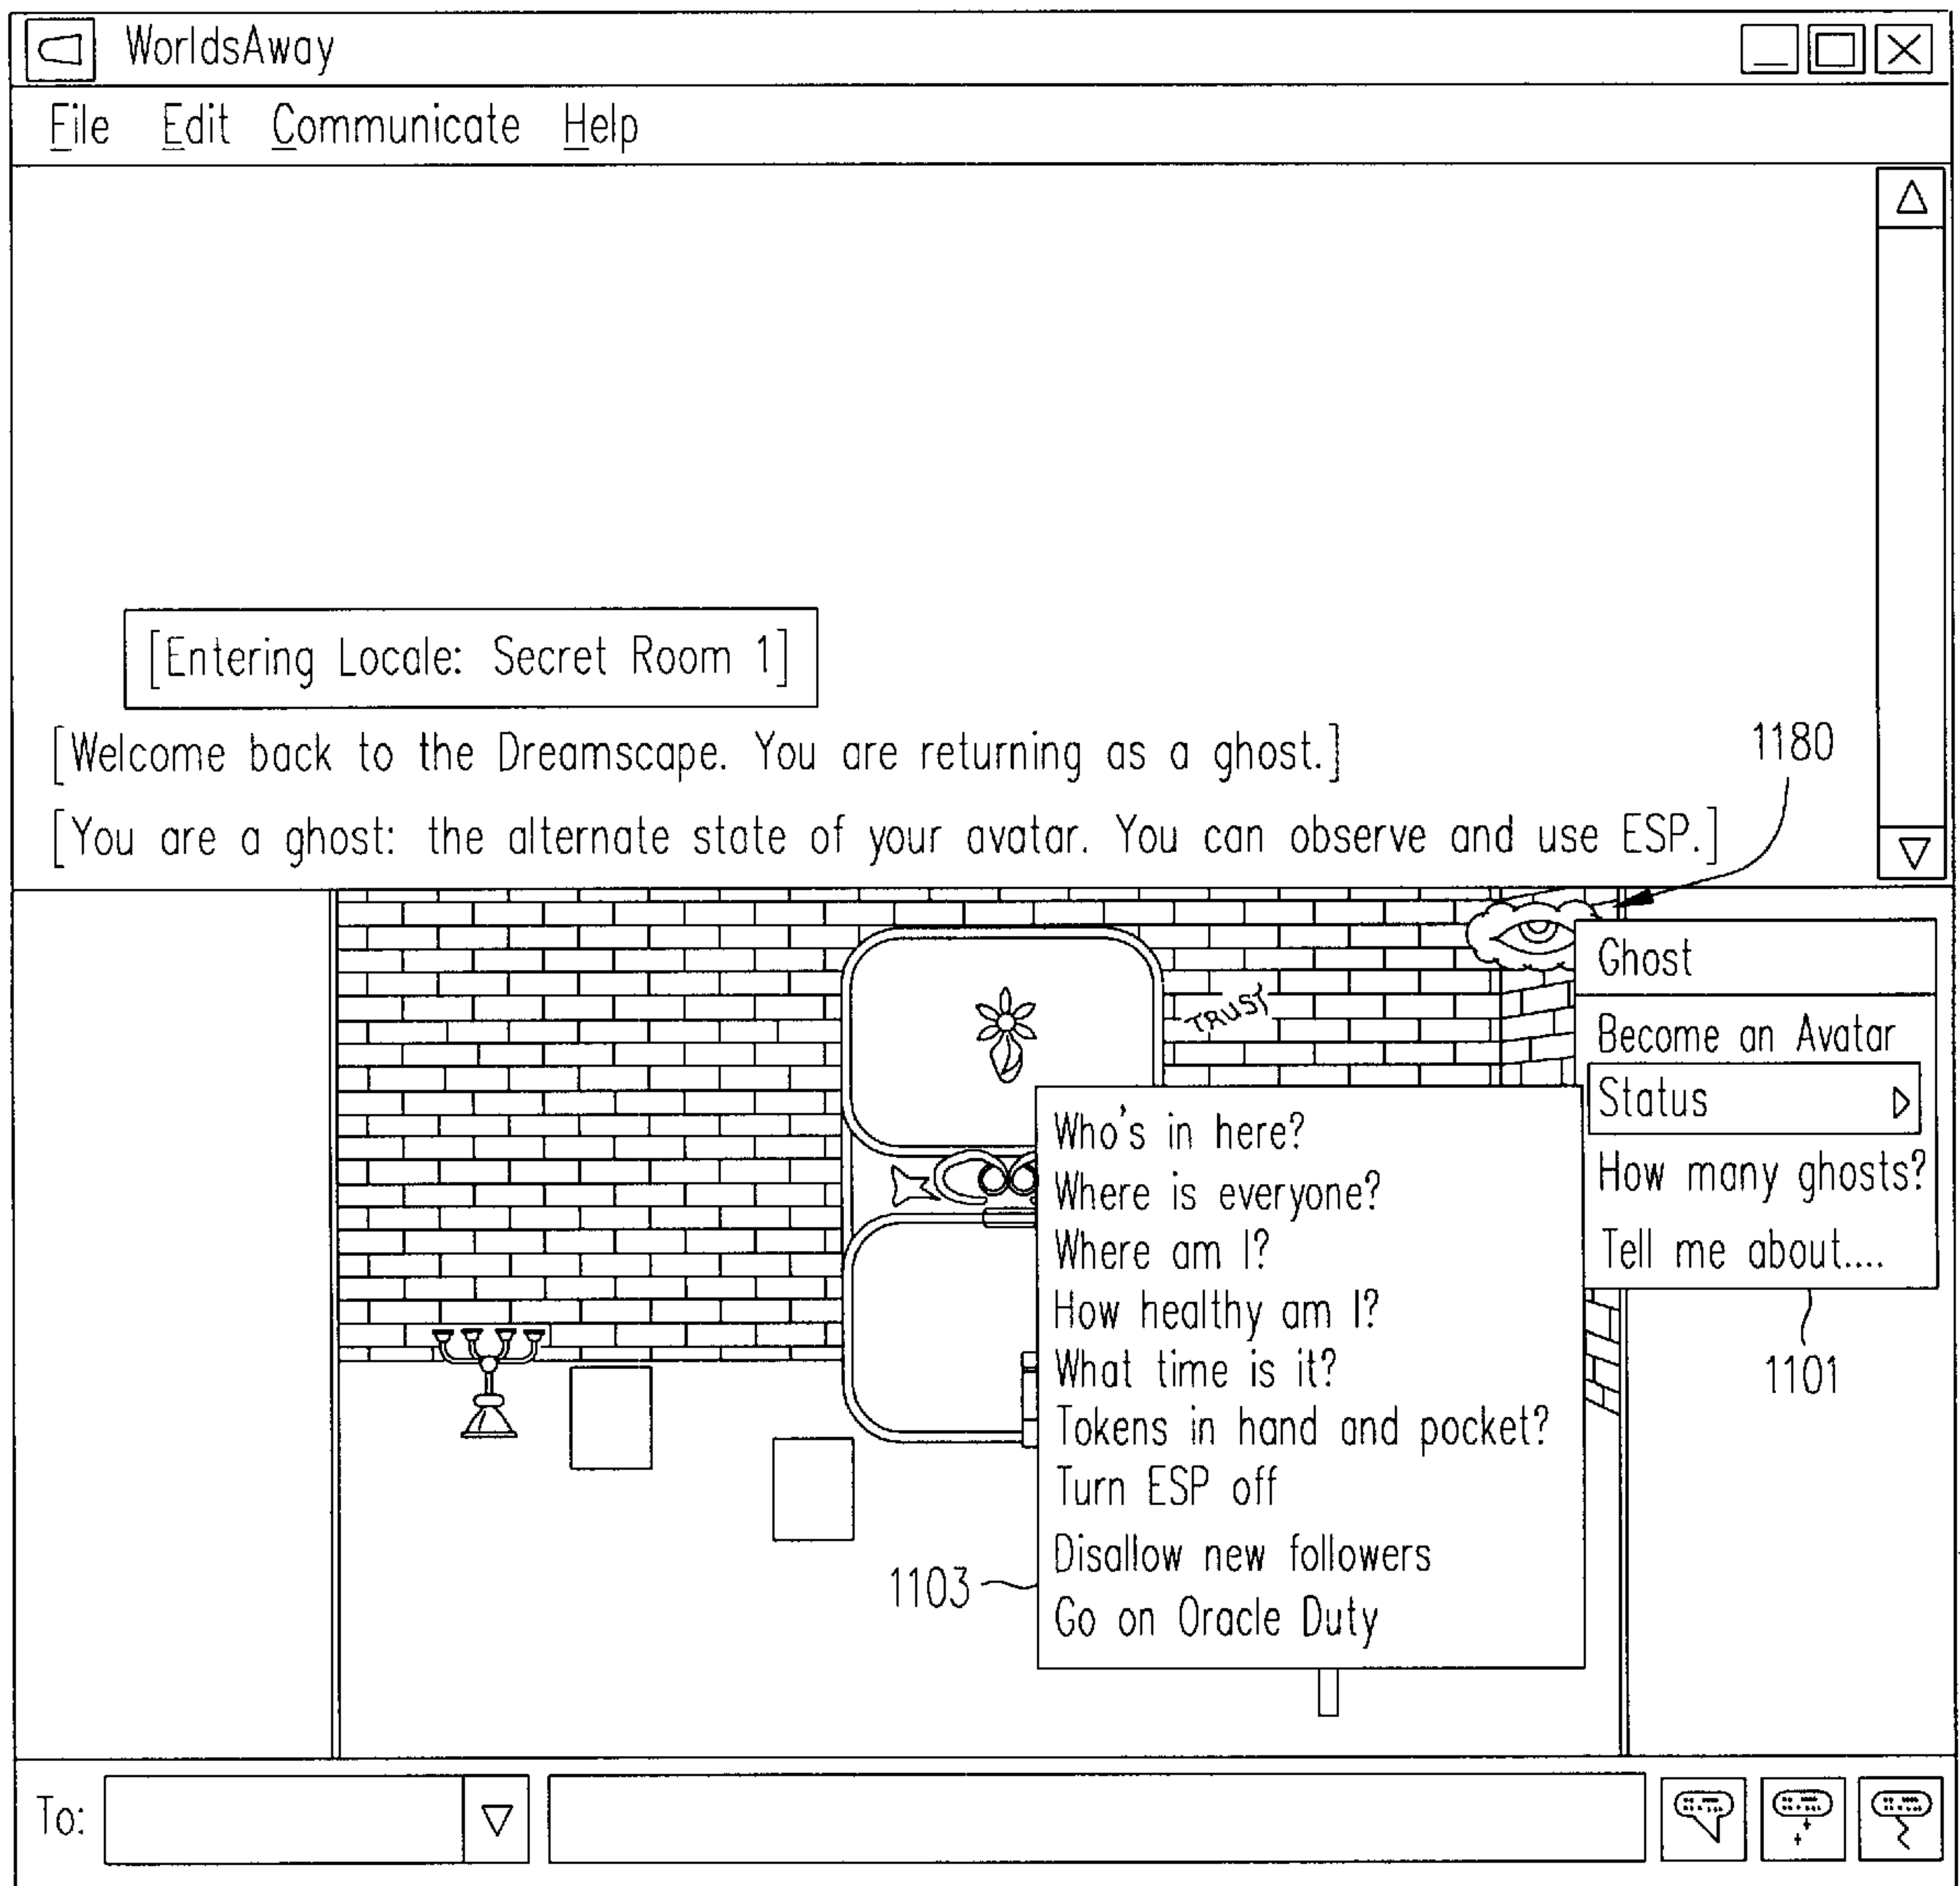 WorldsAway
File Edit Communicate Help
[Entering Locale: Secret Room 1]
[Welcome back to the Dreamscape. You are returning as a ghost.]
1180
[You are a ghost: the alternate state of your avatar. You can observe and use ESP.]
Ghost
TRUST
Become an Avatar
Status
How many ghosts?
Tell me about....
1101
Who's in here?
Where is everyone?
Where am I?
How healthy am I?
What time is it?
Tokens in hand and pocket?
Turn ESP off
Disallow new followers
Go on Oracle Duty
1103
To: